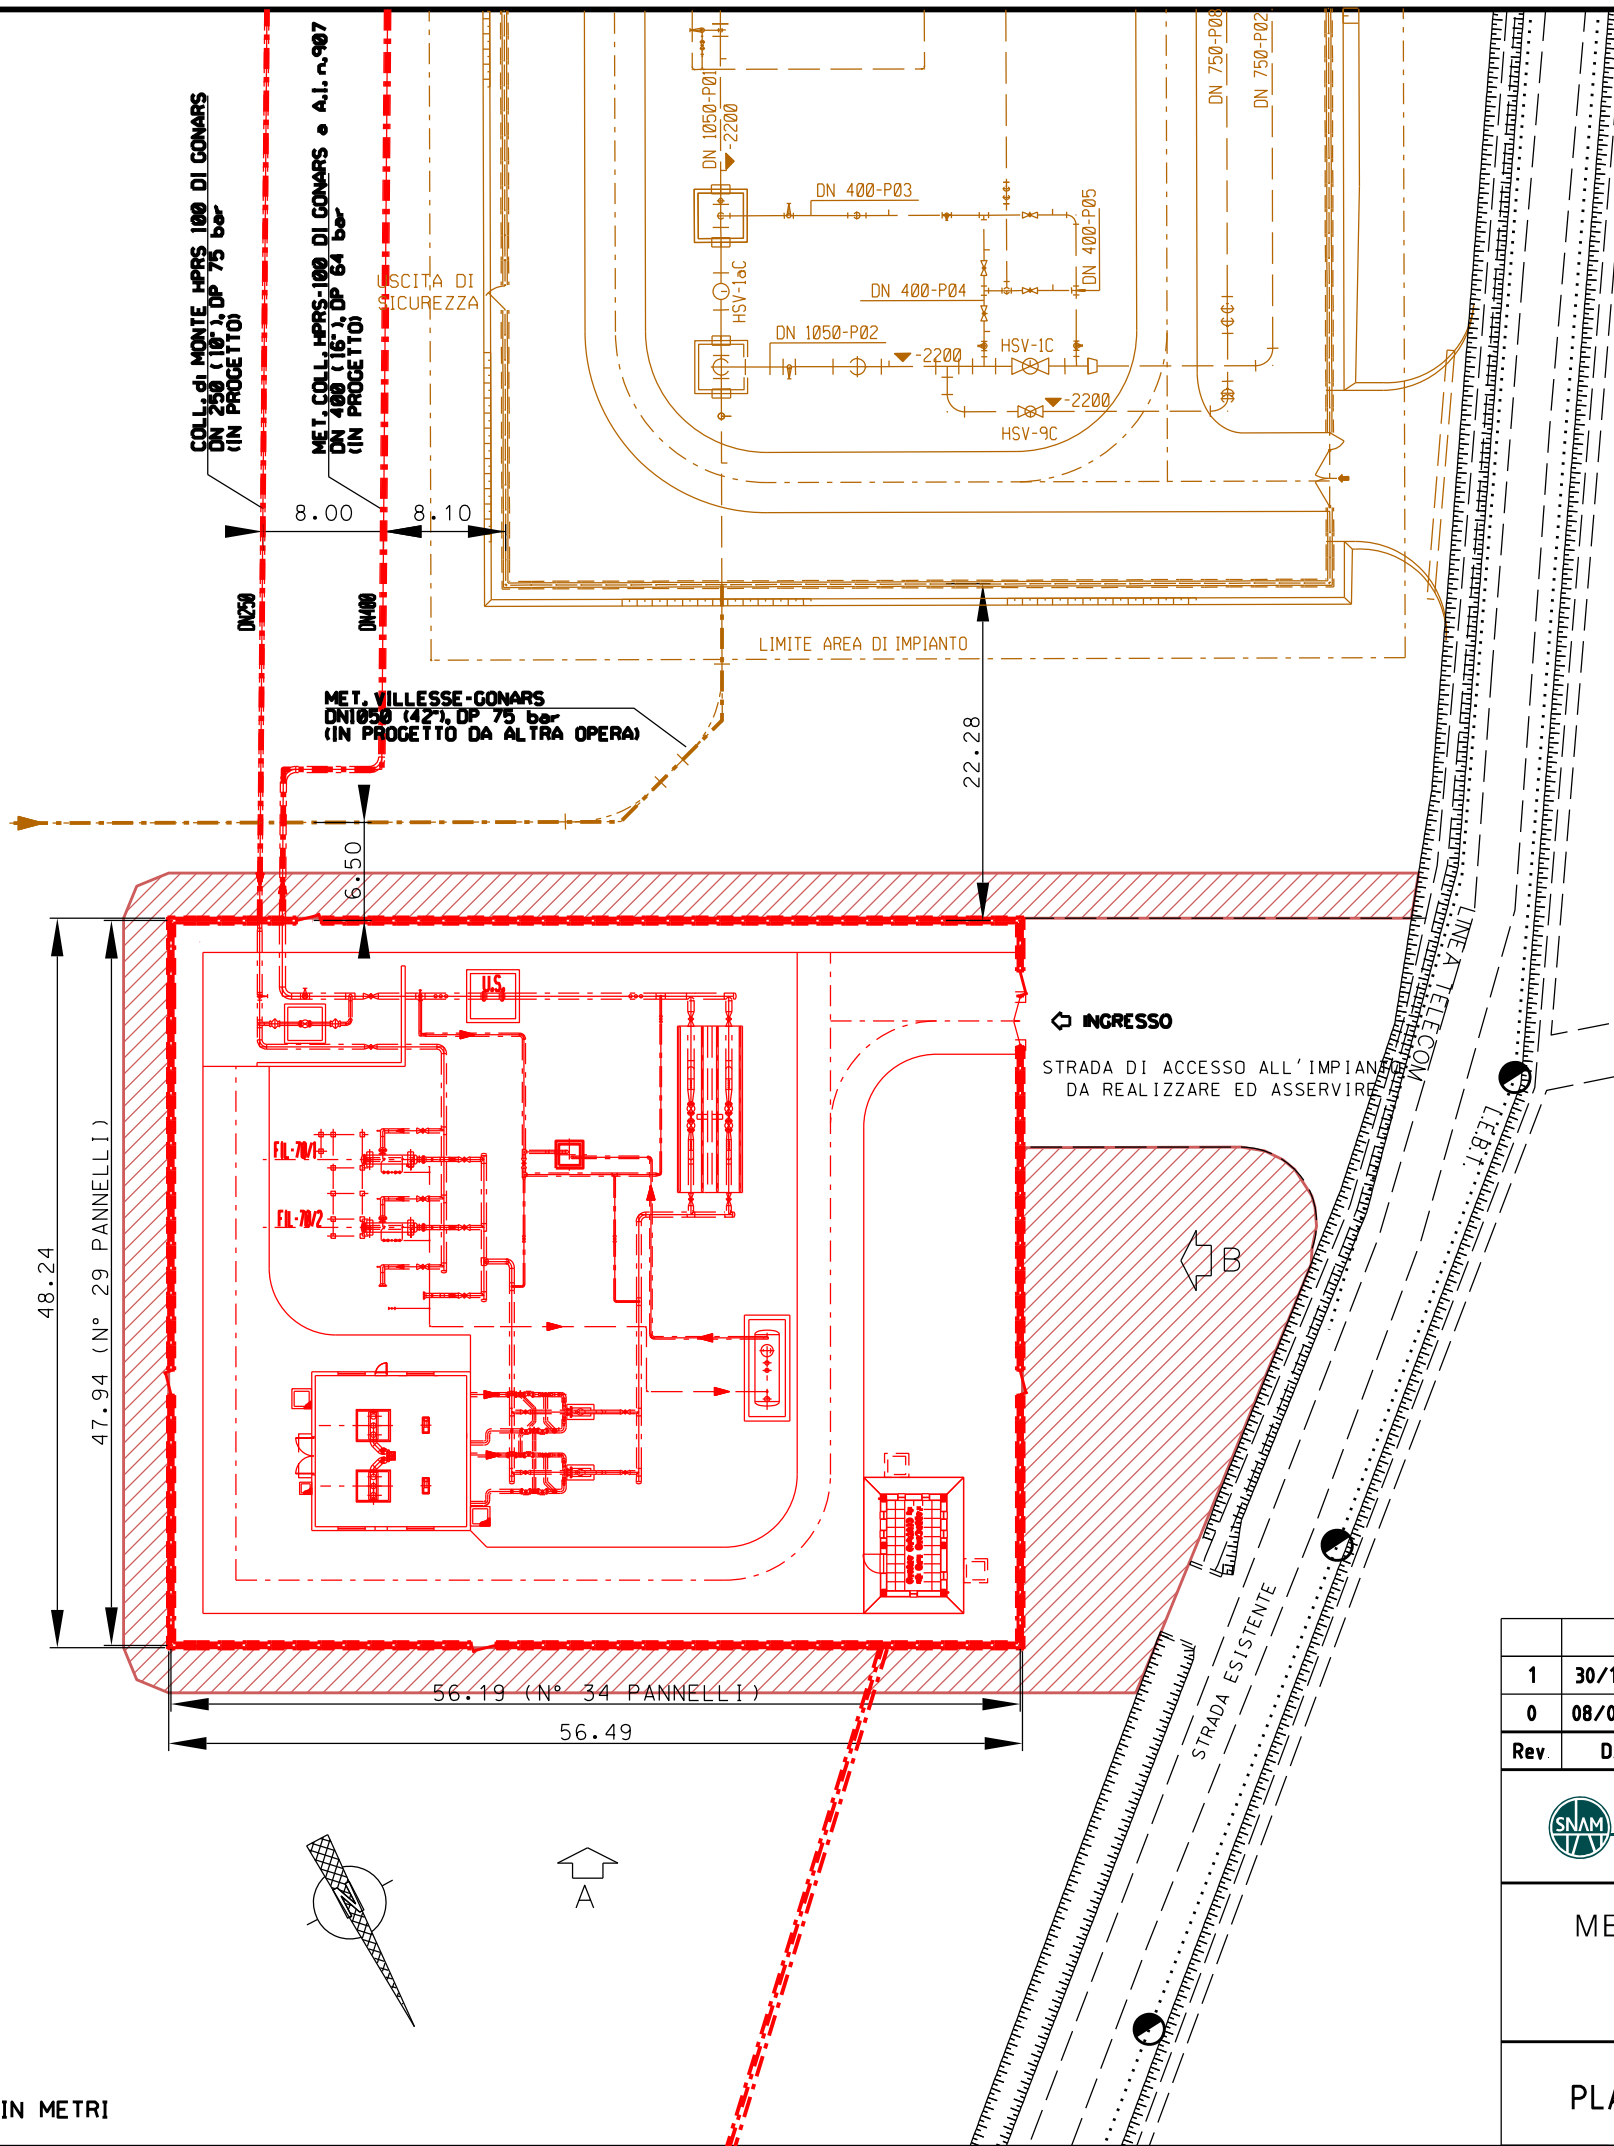 COLL. di MONTE HPRS 100 DI GONARS
DN 250 (10"), DP 75 bar
(IN PROGETTO)
MET. COLL. HPRS-100 DI GONARS a A.I. n.907
DN 400 (16"), DP 64 bar
(IN PROGETTO)
USCITA DI
SICUREZZA
DN 1050-P01
-2200
DN 750-P08
DN 750-P02
DN 400-P03
DN 400-P05
HSV-1aC
DN 400-P04
DN 1050-P02
-2200
HSV-1C
-2200
HSV-9C
8.00
8.10
DN250
DN400
LIMITE AREA DI IMPIANTO
MET. VILLESSE-GONARS
DN1050 (42"), DP 75 bar
(IN PROGETTO DA ALTRA OPERA)
22.28
6.50
LINEA TELECOM
U.S.
INGRESSO
STRADA DI ACCESSO ALL'IMPIANTO
DA REALIZZARE ED ASSERVIRE
L.E.B.T.
FIL-70/1
FIL-70/2
B
48.24
47.94 (N° 29 PANNELLI)
STRADA ESISTENTE
56.19 (N° 34 PANNELLI)
56.49
1 30/1
0 08/0
Rev. D
SNAM
A
N
ME
PLA
IN METRI